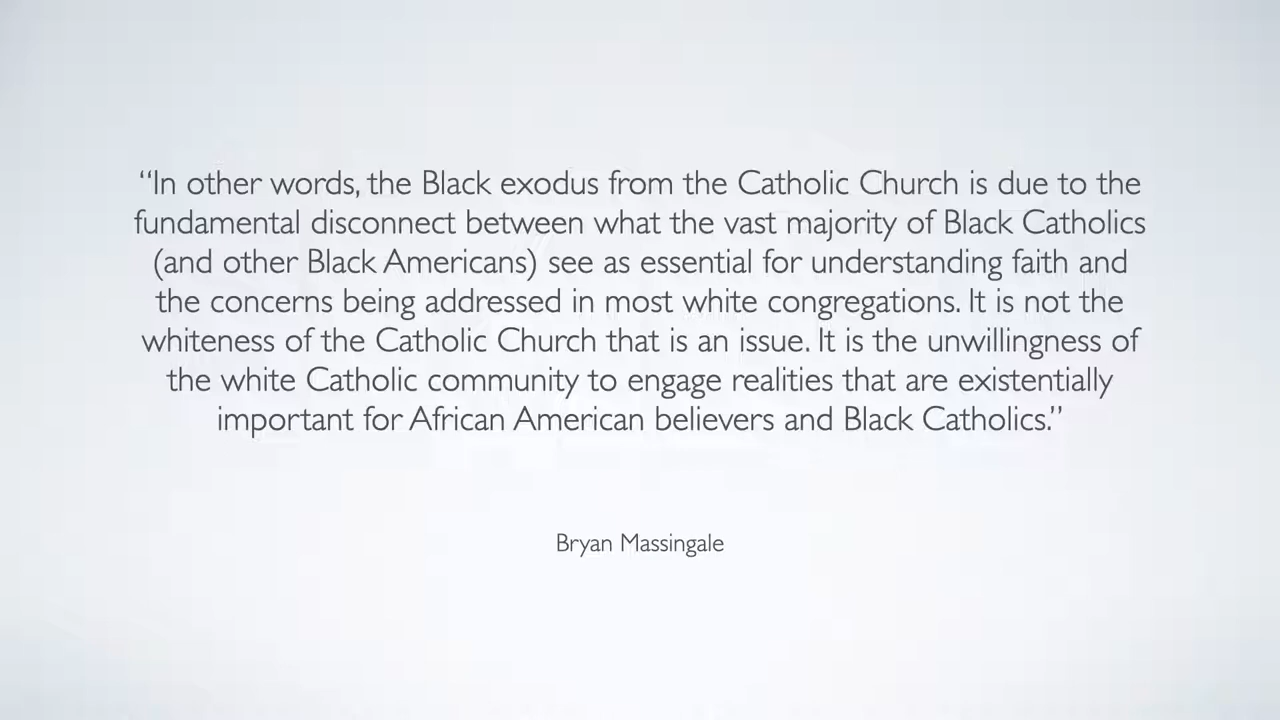 “In other words, the Black exodus from the Catholic Church is due to the
fundamental disconnect between what the vast majority of Black Catholics
(and other Black Americans) see as essential for understanding faith and
the concerns being addressed in most white congregations. It is not the
whiteness of the Catholic Church that is an issue. It is the unwillingness of
the white Catholic community to engage realities that are existentially
important for African American believers and Black Catholics.”
Bryan Massingale